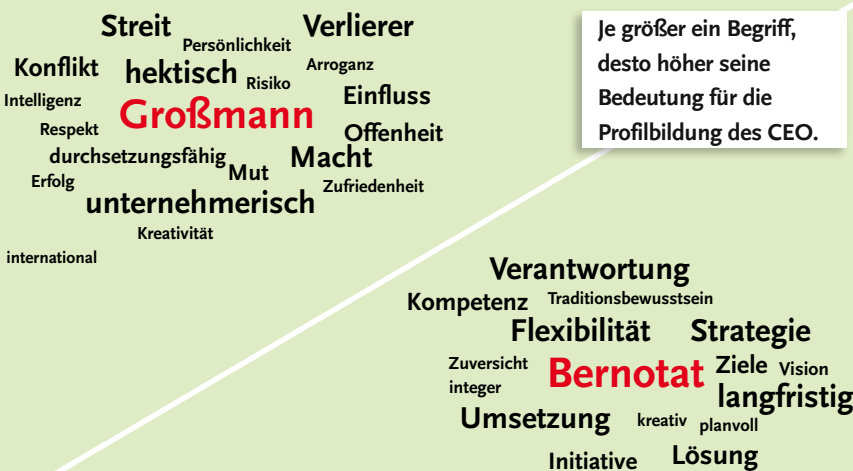 Streit
Verlierer
Persönlichkeit
Konflikt
hektisch
Risiko
Arroganz
Intelligenz
Großmann
Einfluss
Respekt
Offenheit
durchsetzungsfähig
Mut
Macht
Erfolg
Zufriedenheit
unternehmerisch
Kreativität
international
Je größer ein Begriff,
desto höher seine
Bedeutung für die
Profilbildung des CEO.
Verantwortung
Kompetenz
Traditionsbewusstsein
Flexibilität
Strategie
Zuversicht
Bernotat
Ziele
Vision
integer
langfristig
Umsetzung
kreativ
planvoll
Initiative
Lösung